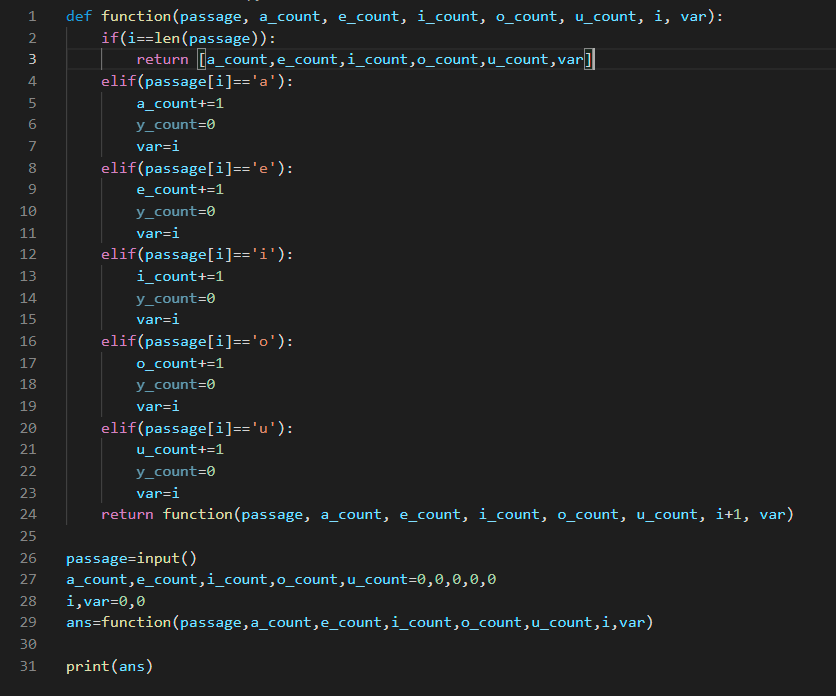 1 def function(passage, a_count, e_count, i_count, o_count, u_count, i, var):
2     if(i==len(passage)):
3         return [a_count,e_count,i_count,o_count,u_count,var]
4     elif(passage[i]=='a'):
5         a_count+=1
6         y_count=0
7         var=i
8     elif(passage[i]=='e'):
9         e_count+=1
10         y_count=0
11         var=i
12     elif(passage[i]=='i'):
13         i_count+=1
14         y_count=0
15         var=i
16     elif(passage[i]=='o'):
17         o_count+=1
18         y_count=0
19         var=i
20     elif(passage[i]=='u'):
21         u_count+=1
22         y_count=0
23         var=i
24     return function(passage, a_count, e_count, i_count, o_count, u_count, i+1, var)
25
26 passage=input()
27 a_count,e_count,i_count,o_count,u_count=0,0,0,0,0
28 i,var=0,0
29 ans=function(passage,a_count,e_count,i_count,o_count,u_count,i,var)
30
31 print(ans)